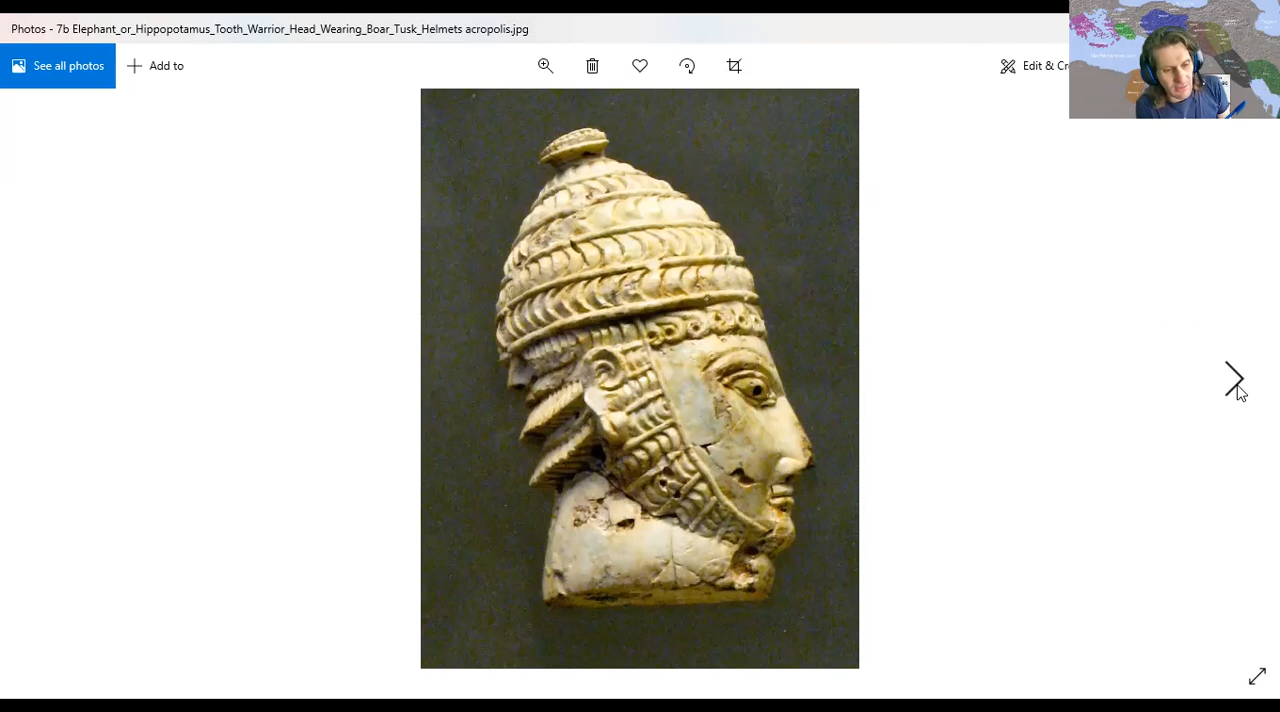 Photos - 7b Elephant_or_Hippopotamus_Tooth_Warrior_Head_Wearing_Boar_Tusk_Helmets acropolis.jpg
See all photos
Add to
Edit & Cr